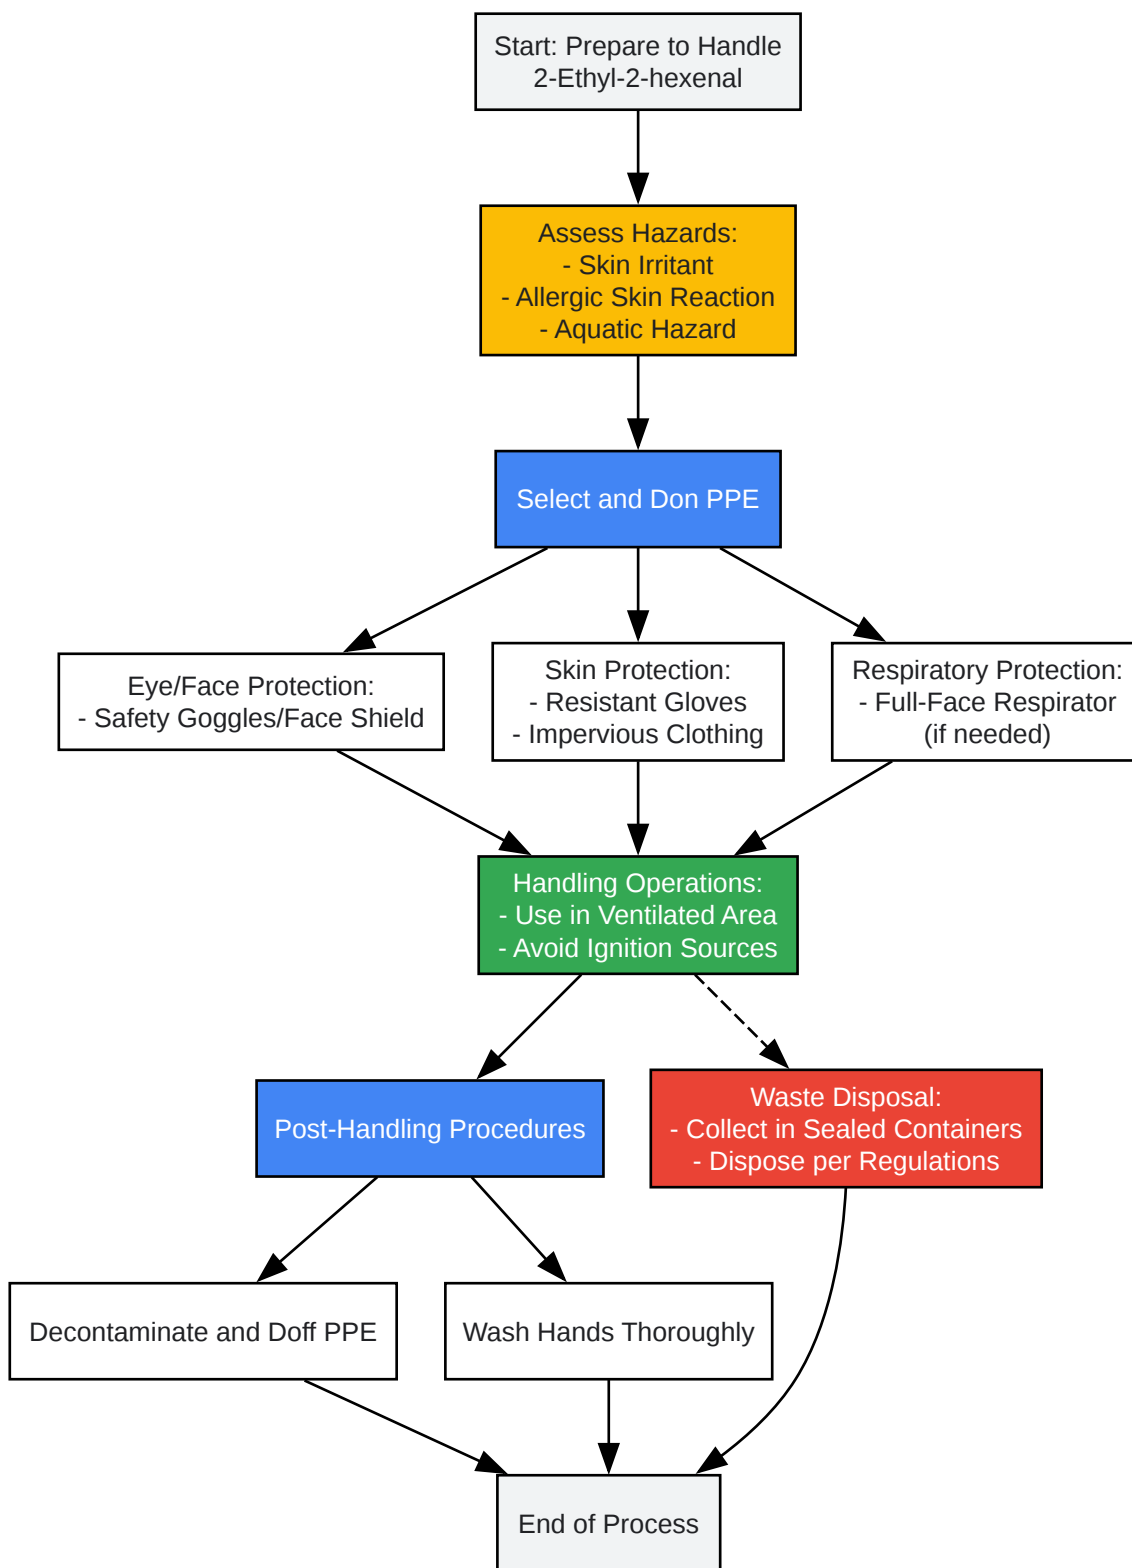 Start: Prepare to Handle
2-Ethyl-2-hexenal
Assess Hazards:
- Skin Irritant
- Allergic Skin Reaction
- Aquatic Hazard
Select and Don PPE
Eye/Face Protection:
- Safety Goggles/Face Shield
Skin Protection:
- Resistant Gloves
- Impervious Clothing
Respiratory Protection:
- Full-Face Respirator
(if needed)
Handling Operations:
- Use in Ventilated Area
- Avoid Ignition Sources
Post-Handling Procedures
Waste Disposal:
- Collect in Sealed Containers
- Dispose per Regulations
Decontaminate and Doff PPE
Wash Hands Thoroughly
End of Process